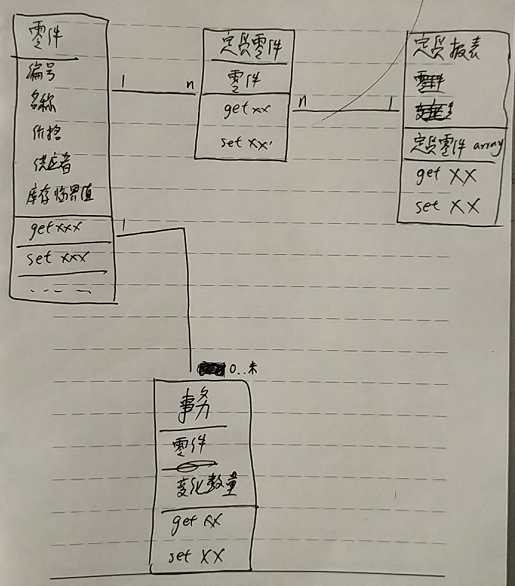 零件
编号
名称
价格
供应者
库存临界值
get xxx
set xxx
1
n
定货零件
零件
get xx
set xx
n
1
定货报表
定货零件 array
get XX
set XX
1
0..*
事务
零件
变化数量
get xx
set XX